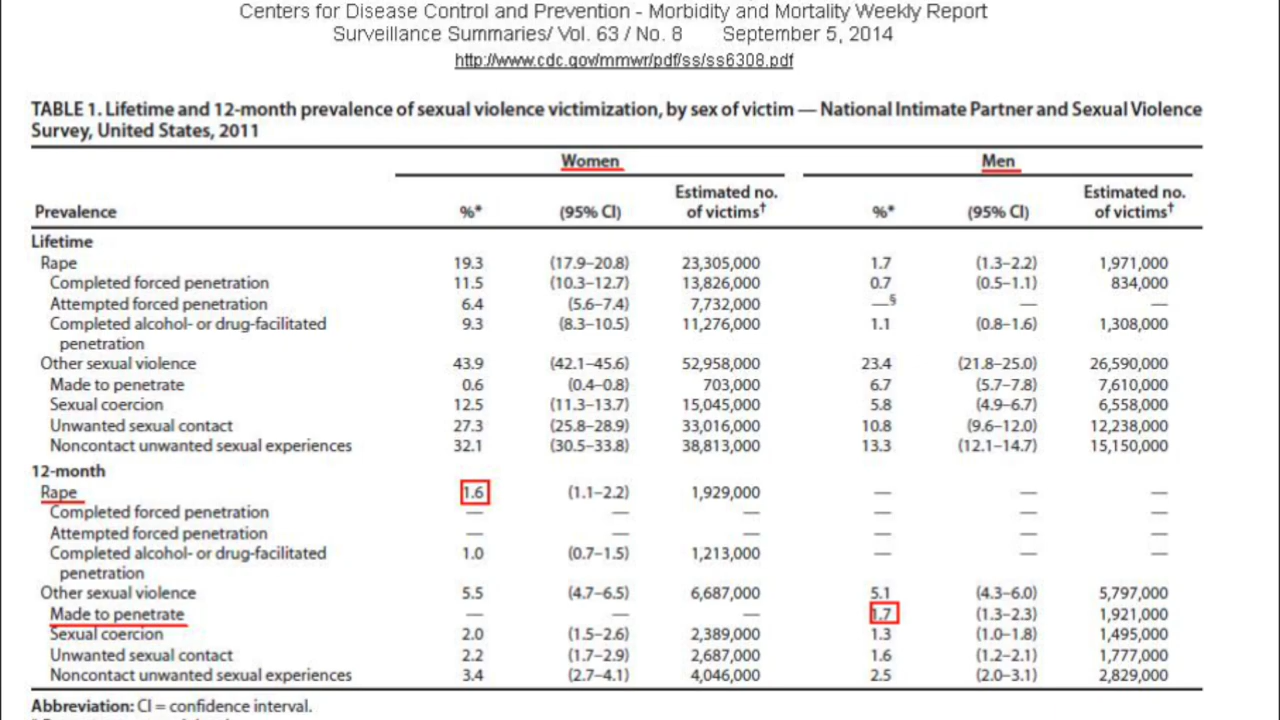 Centers for Disease Control and Prevention - Morbidity and Mortality Weekly Report
Surveillance Summaries/ Vol. 63 / No. 8 September 5, 2014
http://www.cdc.gov/mmwr/pdf/ss/ss6308.pdf
TABLE 1. Lifetime and 12-month prevalence of sexual violence victimization, by sex of victim — National Intimate Partner and Sexual Violence
Survey, United States, 2011
Women Men
Estimated no. Estimated no.
Prevalence %* (95% CI) of victims† %* (95% CI) of victims†
Lifetime
Rape 19.3 (17.9–20.8) 23,305,000 1.7 (1.3–2.2) 1,971,000
Completed forced penetration 11.5 (10.3–12.7) 13,826,000 0.7 (0.5–1.1) 834,000
Attempted forced penetration 6.4 (5.6–7.4) 7,732,000 —§ — —
Completed alcohol- or drug-facilitated 9.3 (8.3–10.5) 11,276,000 1.1 (0.8–1.6) 1,308,000
penetration
Other sexual violence 43.9 (42.1–45.6) 52,958,000 23.4 (21.8–25.0) 26,590,000
Made to penetrate 0.6 (0.4–0.8) 703,000 6.7 (5.7–7.8) 7,610,000
Sexual coercion 12.5 (11.3–13.7) 15,045,000 5.8 (4.9–6.7) 6,558,000
Unwanted sexual contact 27.3 (25.8–28.9) 33,016,000 10.8 (9.6–12.0) 12,238,000
Noncontact unwanted sexual experiences 32.1 (30.5–33.8) 38,813,000 13.3 (12.1–14.7) 15,150,000
12-month
Rape 1.6 (1.1–2.2) 1,929,000 — — —
Completed forced penetration — — — — — —
Attempted forced penetration — — — — — —
Completed alcohol- or drug-facilitated 1.0 (0.7–1.5) 1,213,000 — — —
penetration
Other sexual violence 5.5 (4.7–6.5) 6,687,000 5.1 (4.3–6.0) 5,797,000
Made to penetrate — — — 1.7 (1.3–2.3) 1,921,000
Sexual coercion 2.0 (1.5–2.6) 2,389,000 1.3 (1.0–1.8) 1,495,000
Unwanted sexual contact 2.2 (1.7–2.9) 2,687,000 1.6 (1.2–2.1) 1,777,000
Noncontact unwanted sexual experiences 3.4 (2.7–4.1) 4,046,000 2.5 (2.0–3.1) 2,829,000
Abbreviation: CI = confidence interval.